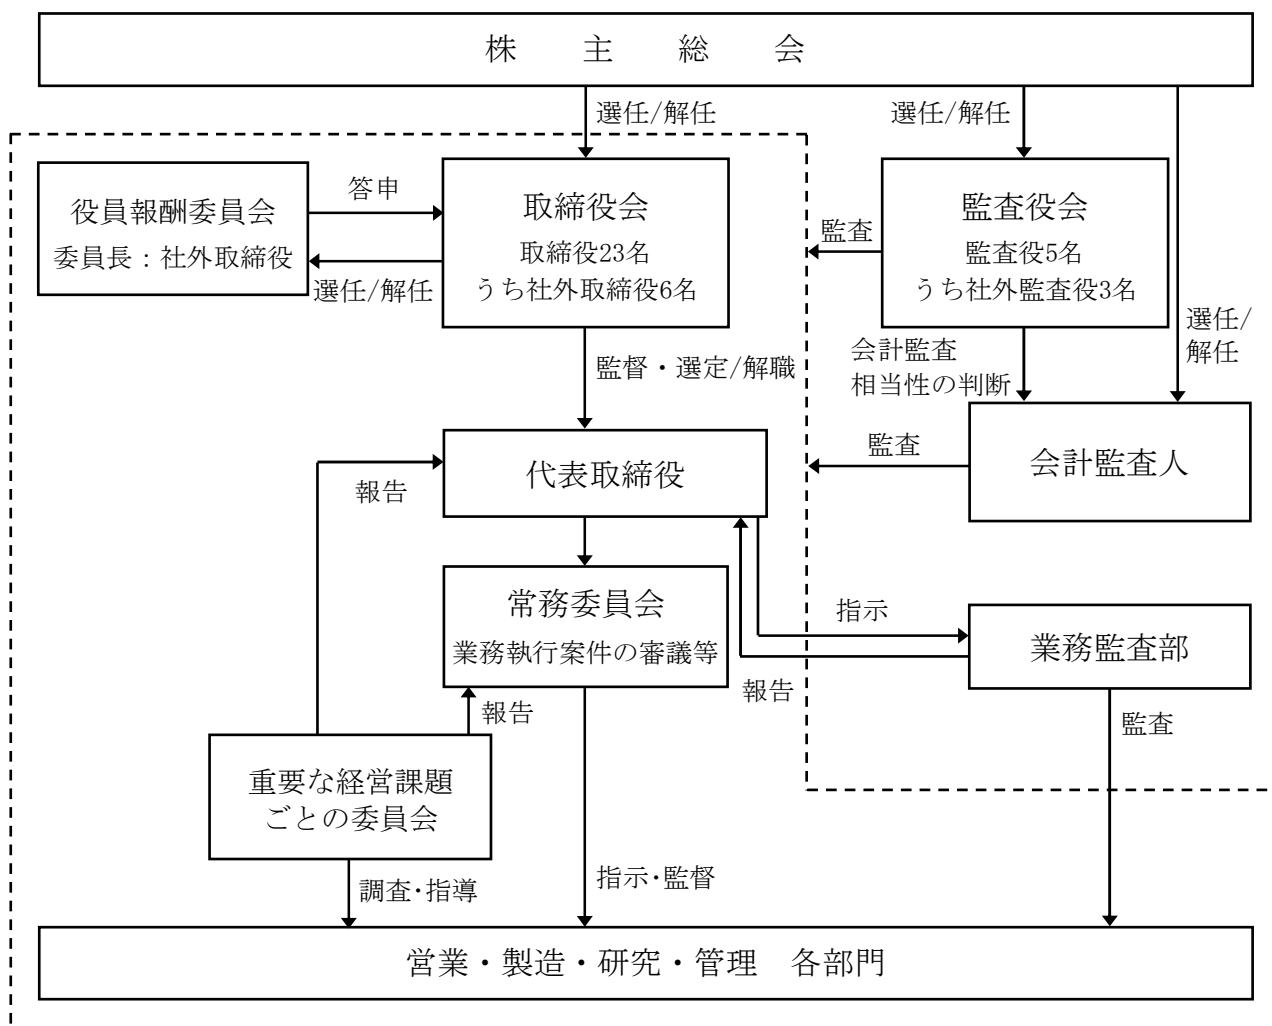 株 主 総 会
選任/解任
選任/解任
役員報酬委員会
委員長：社外取締役
答申
選任/解任
取締役会
取締役23名
うち社外取締役6名
監査
監査役会
監査役5名
うち社外監査役3名
選任/
解任
監督・選定/解職
会計監査
相当性の判断
報告
代表取締役
監査
会計監査人
常務委員会
業務執行案件の審議等
指示
報告
業務監査部
報告
監査
重要な経営課題
ごとの委員会
調査・指導
指示・監督
営業・製造・研究・管理　各部門